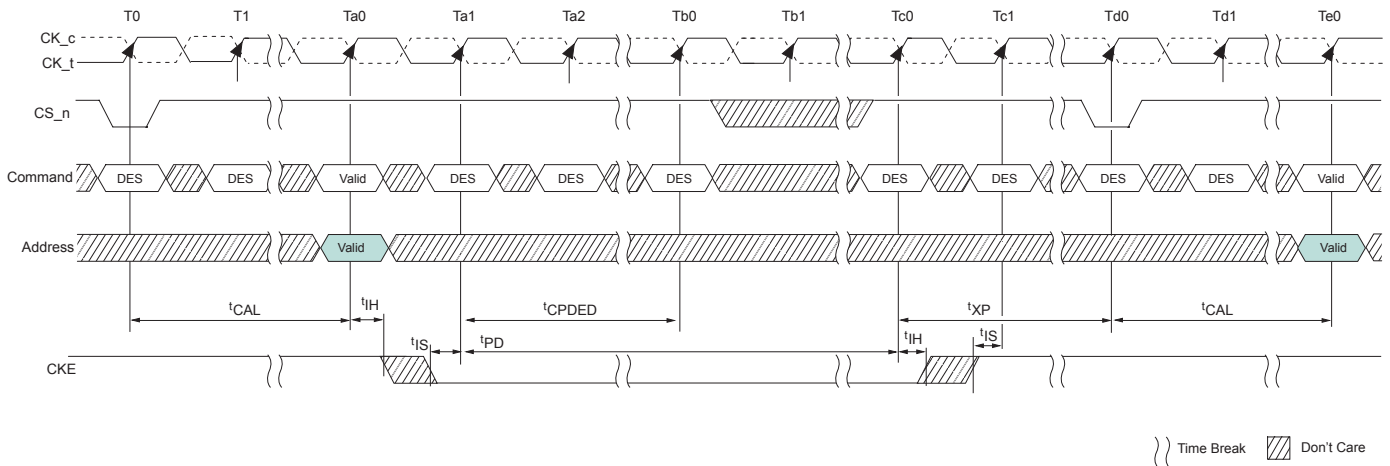 T0 T1 Ta0 Ta1 Ta2 Tb0 Tb1 Tc0 Tc1 Td0 Td1 Te0
CK_c
CK_t
CS_n
Command DES DES Valid DES DES DES DES DES DES DES Valid
Address Valid Valid
tCAL tIH tCPDED tXP tCAL
tIS tPD tIH tIS
CKE
Time Break Don't Care